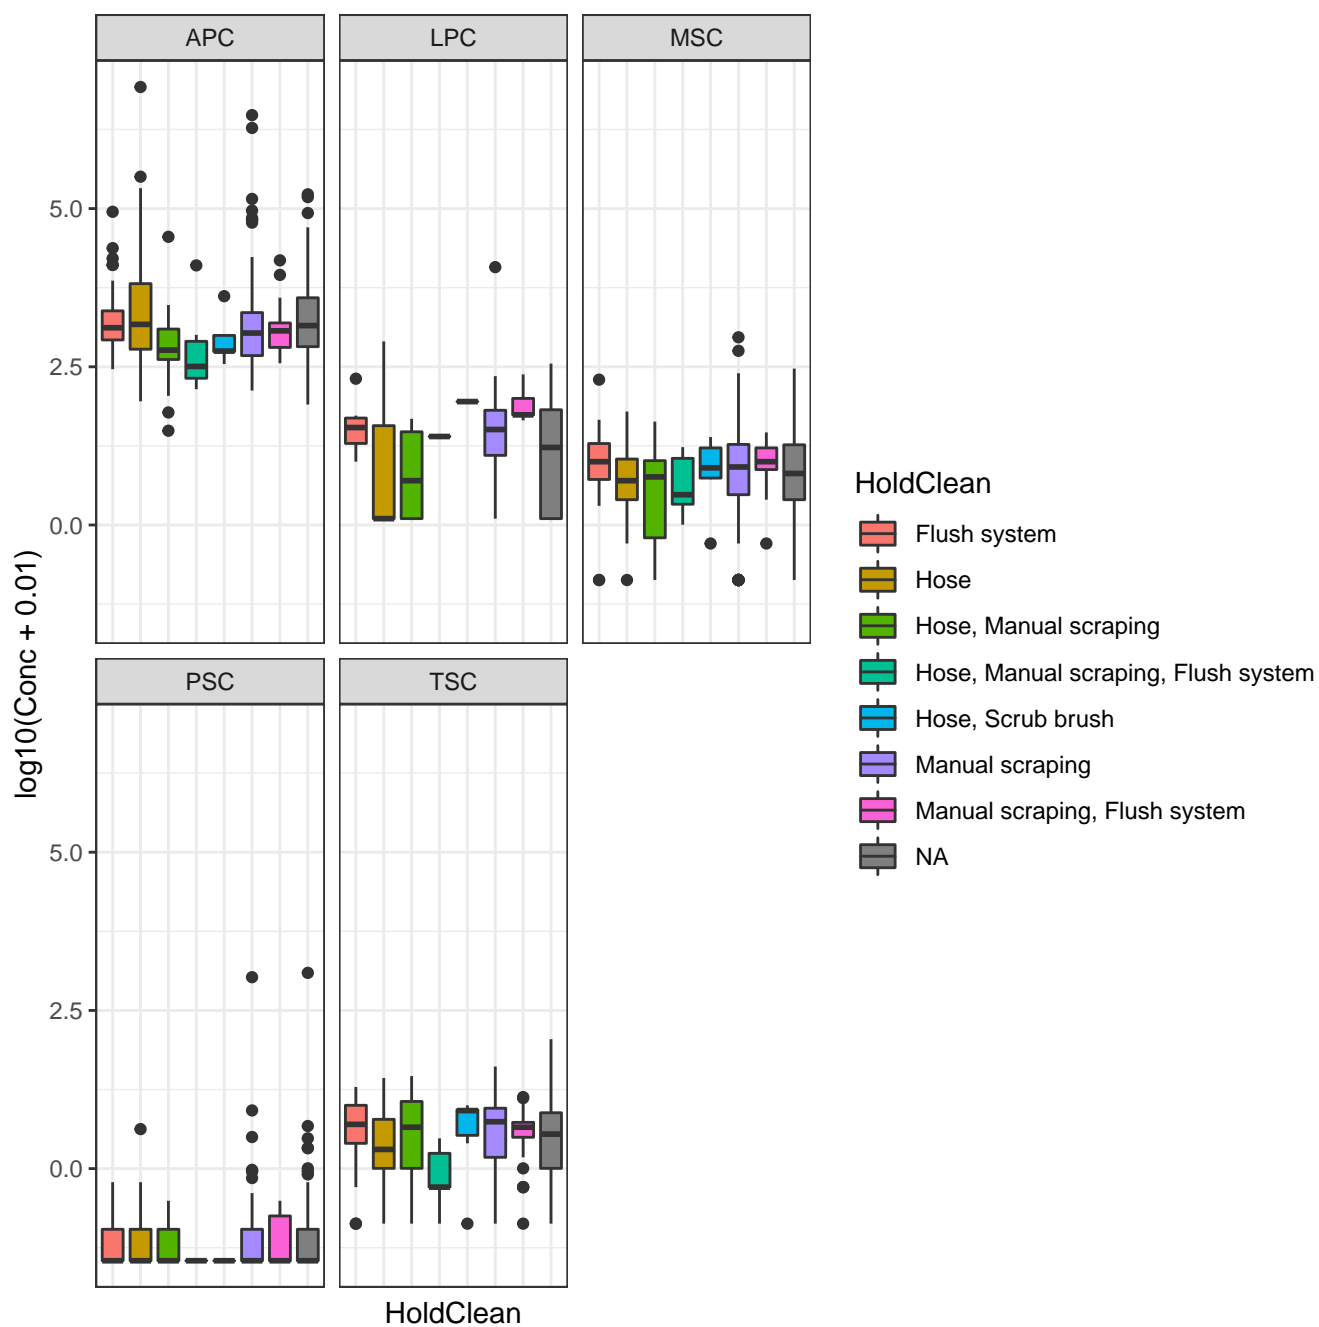 APC
LPC
MSC
5.0
2.5
0.0
log10(Conc + 0.01)
PSC
TSC
5.0
2.5
0.0
HoldClean
HoldClean
Flush system
Hose
Hose, Manual scraping
Hose, Manual scraping, Flush system
Hose, Scrub brush
Manual scraping
Manual scraping, Flush system
NA